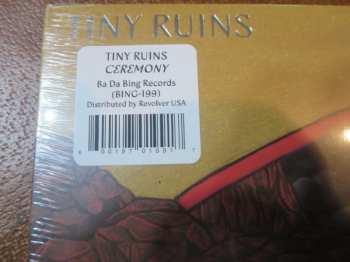 TINY RUINS
TINY RUINS
CEREMONY
Ba Da Bing Records
(BING-199)
Distributed by Revolver USA